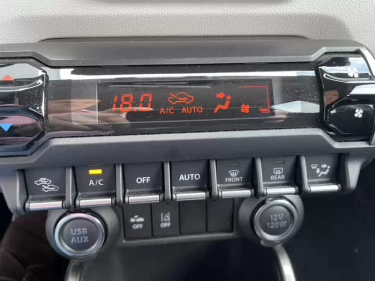 18.0 A/C AUTO
A/C OFF AUTO FRONT REAR
USB AUX OFF OFF 12V 120W